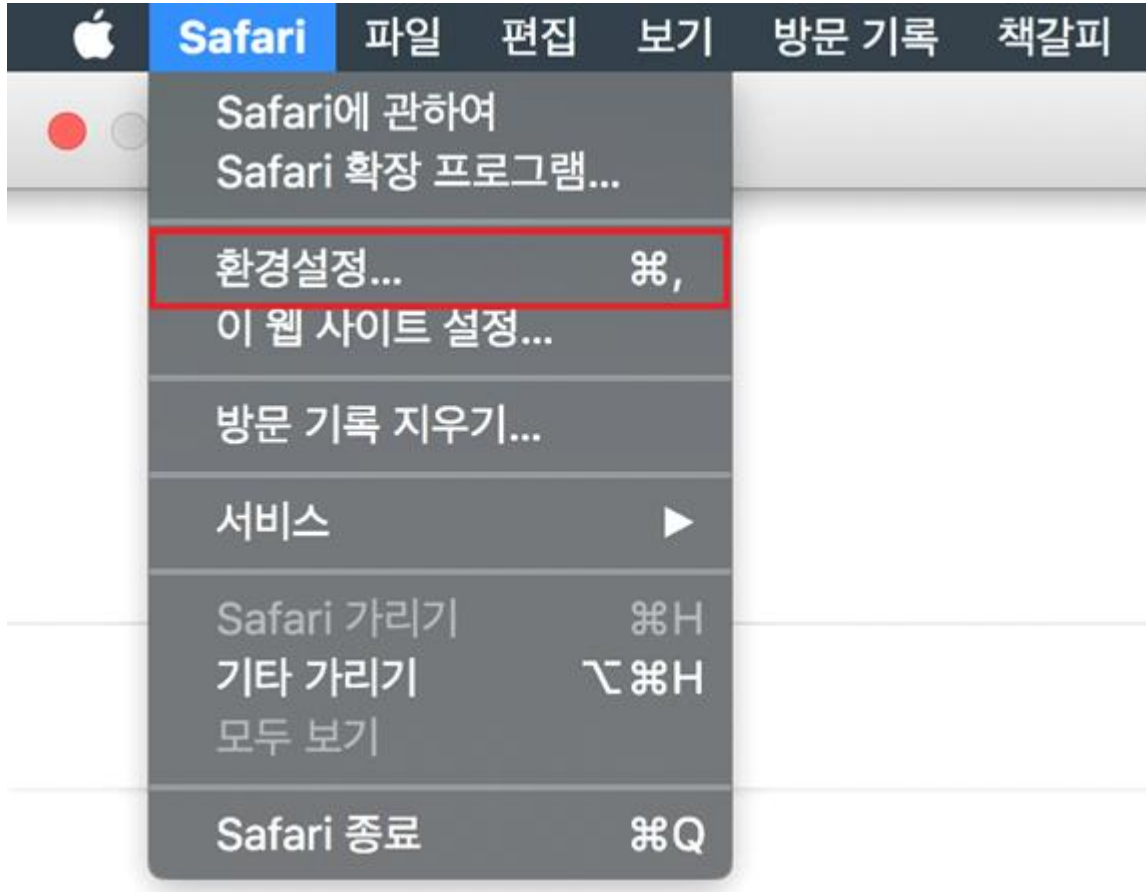 Safari 파일 편집 보기 방문 기록 책갈피
Safari에 관하여
Safari 확장 프로그램...
환경설정... ⌘,
이 웹 사이트 설정...
방문 기록 지우기...
서비스 ▶
Safari 가리기 ⌘H
기타 가리기 ⌥⌘H
모두 보기
Safari 종료 ⌘Q